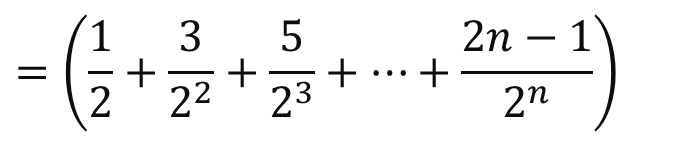 = (1/2 + 3/2² + 5/2³ + ⋯ + (2n − 1)/2ⁿ)